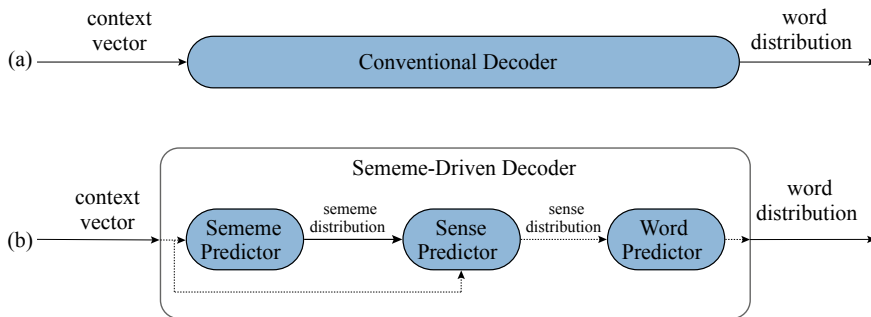 context
vector
word
distribution
(a)
Conventional Decoder
Sememe-Driven Decoder
context
vector
word
distribution
(b)
Sememe
Predictor
sememe
distribution
Sense
Predictor
sense
distribution
Word
Predictor